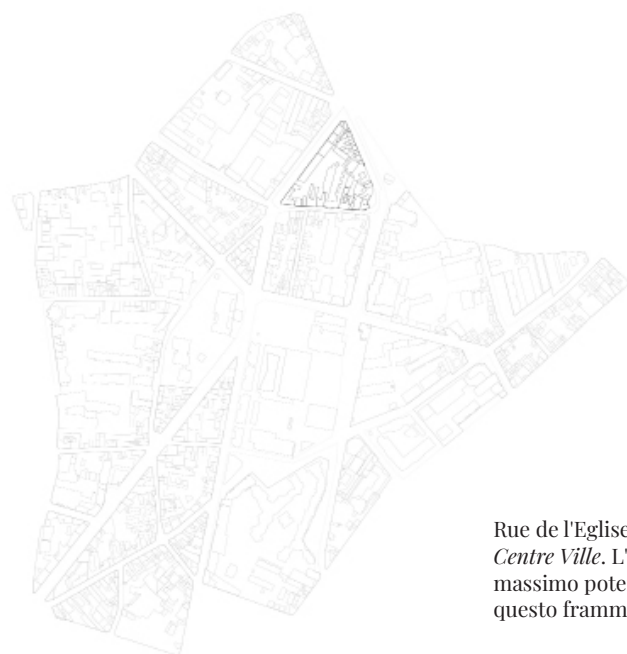 Rue de l'Eglise
Centre Ville. L'
massimo pote
questo framm